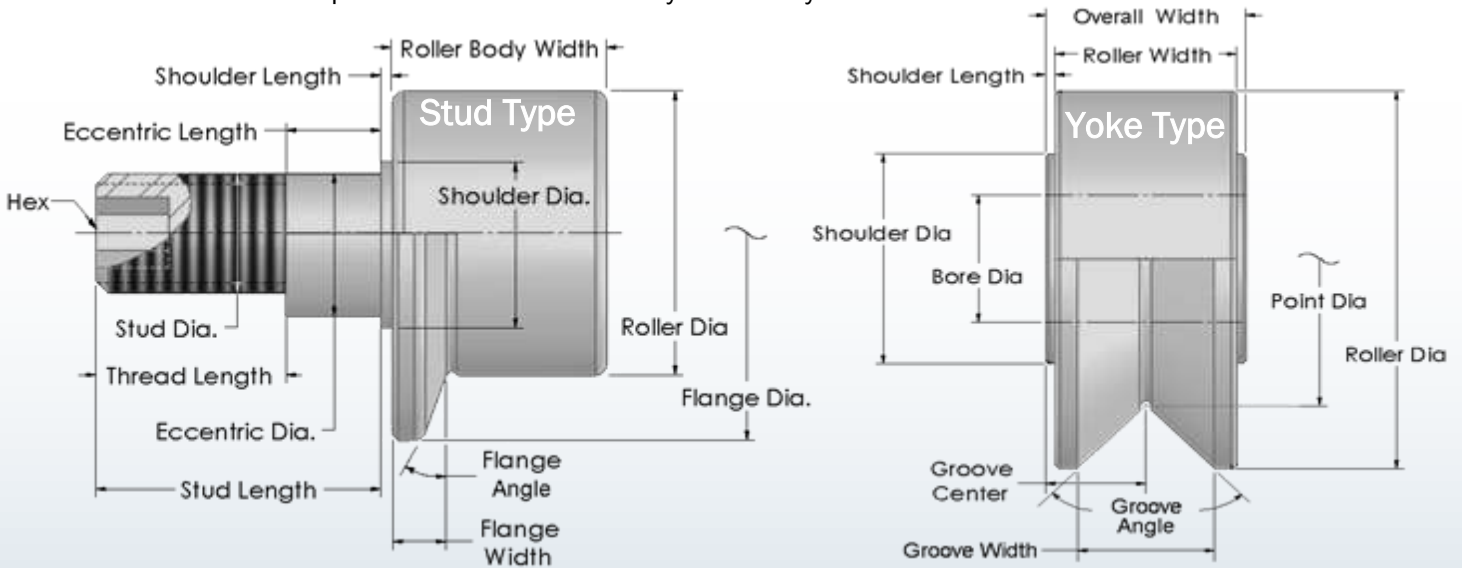 Roller Body Width
Shoulder Length
Stud Type
Eccentric Length
Hex
Shoulder Dia.
Stud Dia.
Roller Dia
Thread Length
Flange Dia.
Eccentric Dia.
Stud Length
Flange
Angle
Flange
Width
Overall Width
Roller Width
Shoulder Length
Yoke Type
Shoulder Dia
Bore Dia
Point Dia
Roller Dia
Groove
Center
Groove
Angle
Groove Width